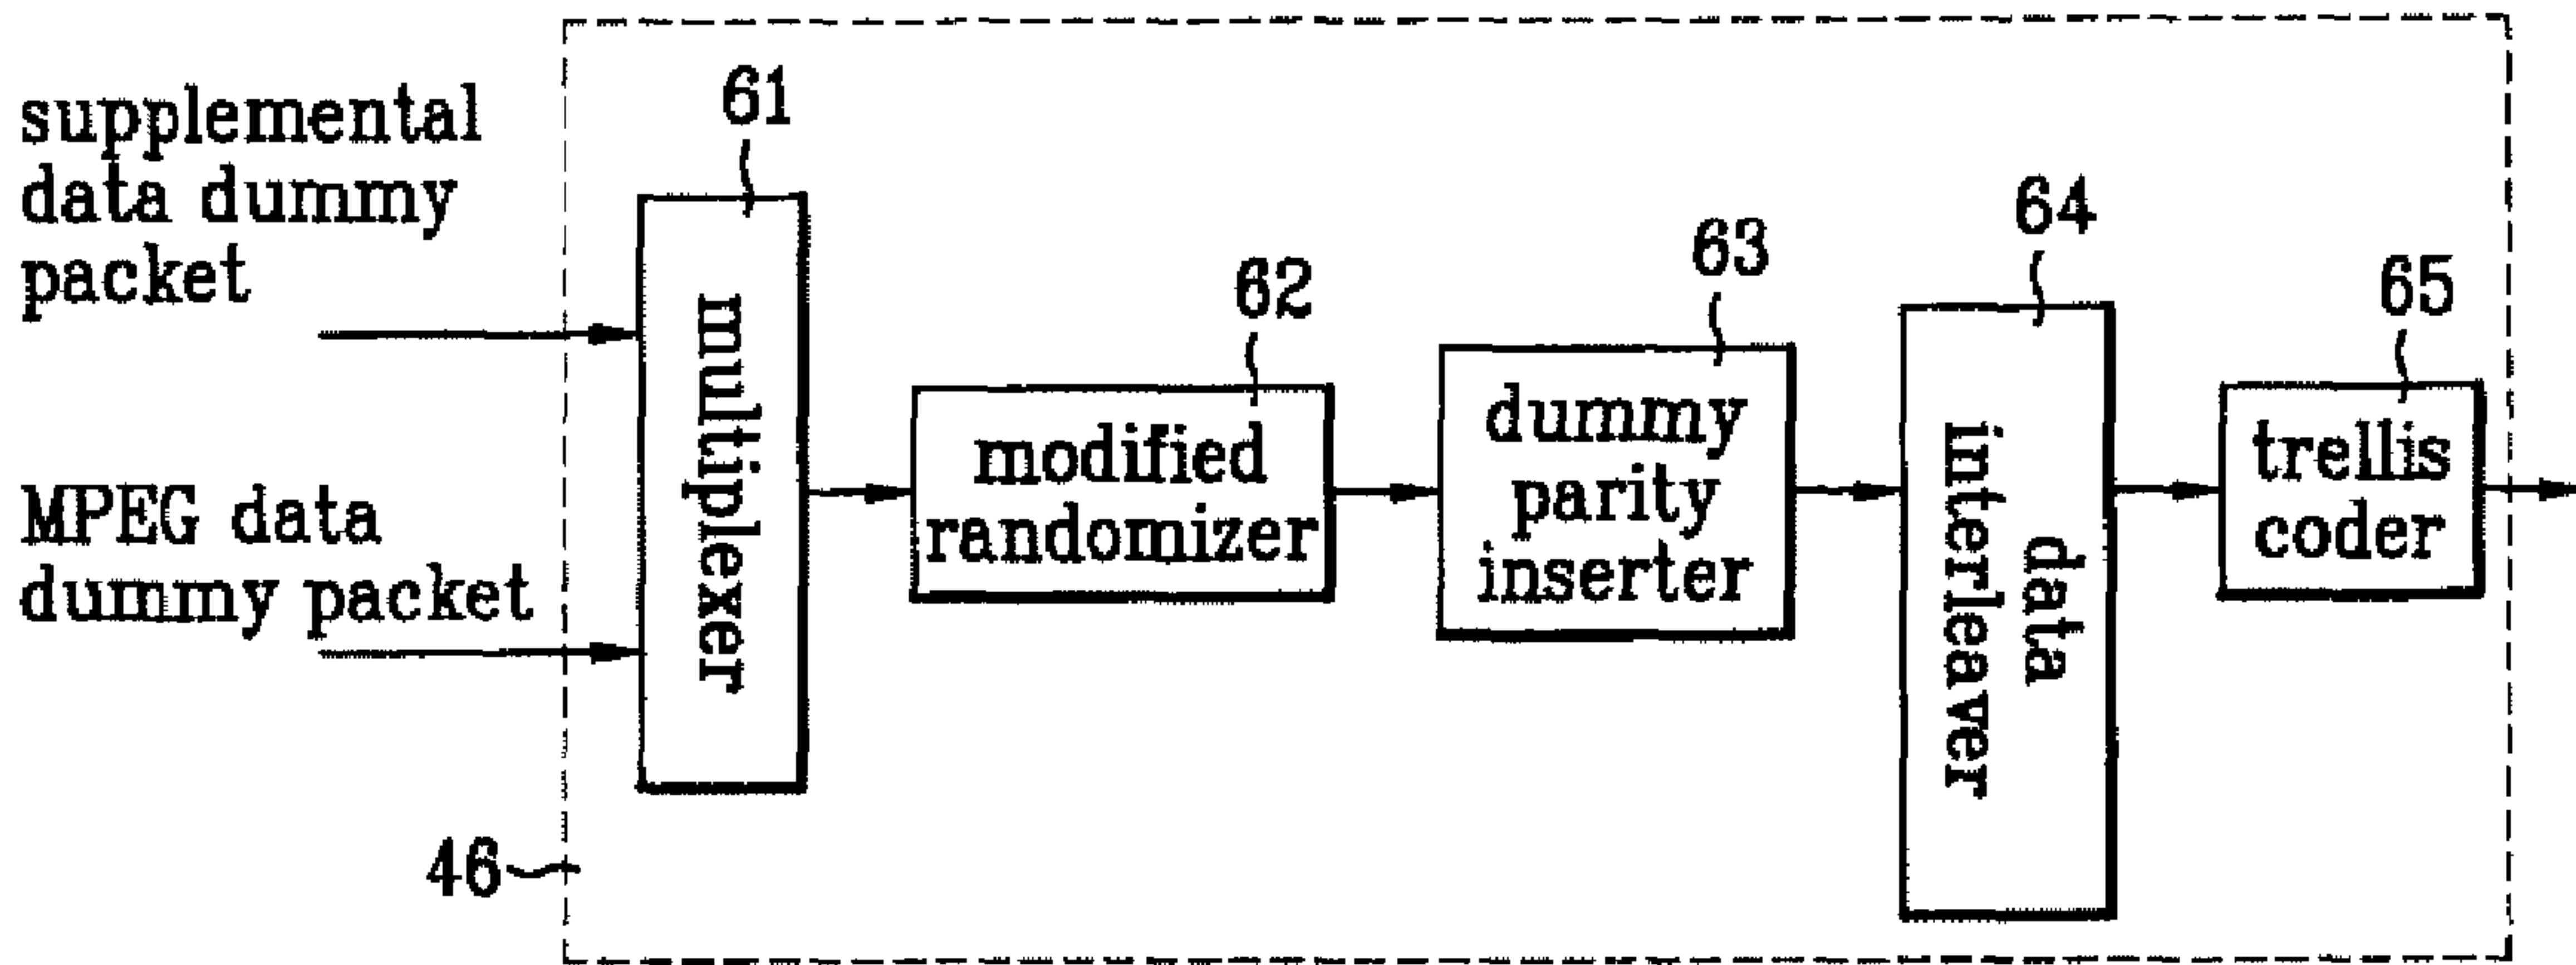 supplemental
data dummy
packet
MPEG data
dummy packet
46
61
multiplexer
62
modified
randomizer
63
dummy
parity
inserter
64
data
interleaver
65
trellis
coder